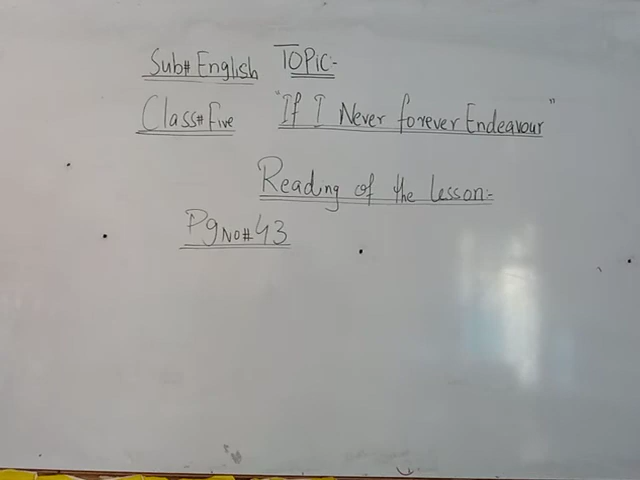 Sub# English TOPIC:-
Class# Five "If I Never forever Endeavour"
Reading of the lesson:-
Pg No# 43